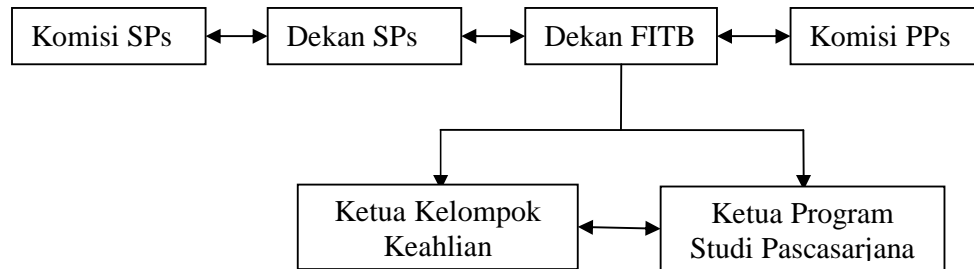 Komisi SPs
Dekan SPs
Dekan FITB
Komisi PPs
Ketua Kelompok
Keahlian
Ketua Program
Studi Pascasarjana